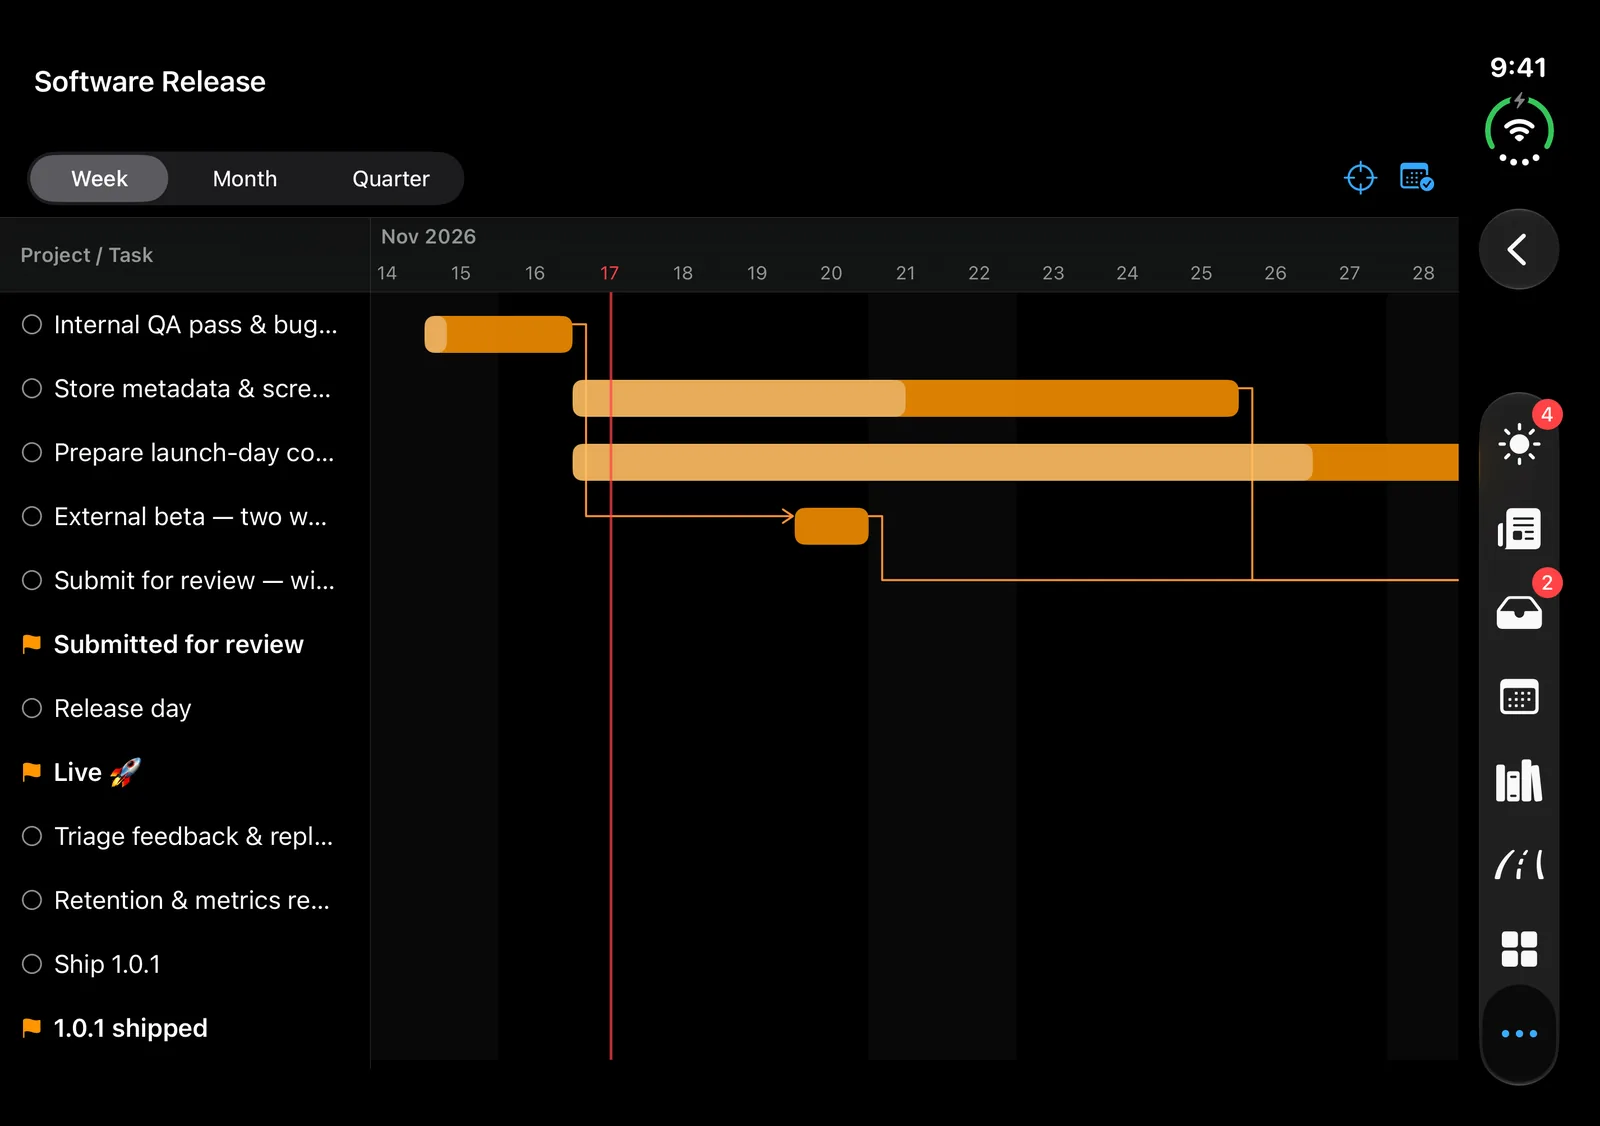 9:41
Software Release
Week Month Quarter
Project / Task
Nov 2026
14 15 16 17 18 19 20 21 22 23 24 25 26 27 28
Internal QA pass & bug...
Store metadata & scre...
4
Prepare launch-day co...
External beta — two w...
Submit for review — wi...
2
Submitted for review
Release day
Live 🚀
Triage feedback & repl...
Retention & metrics re...
Ship 1.0.1
1.0.1 shipped